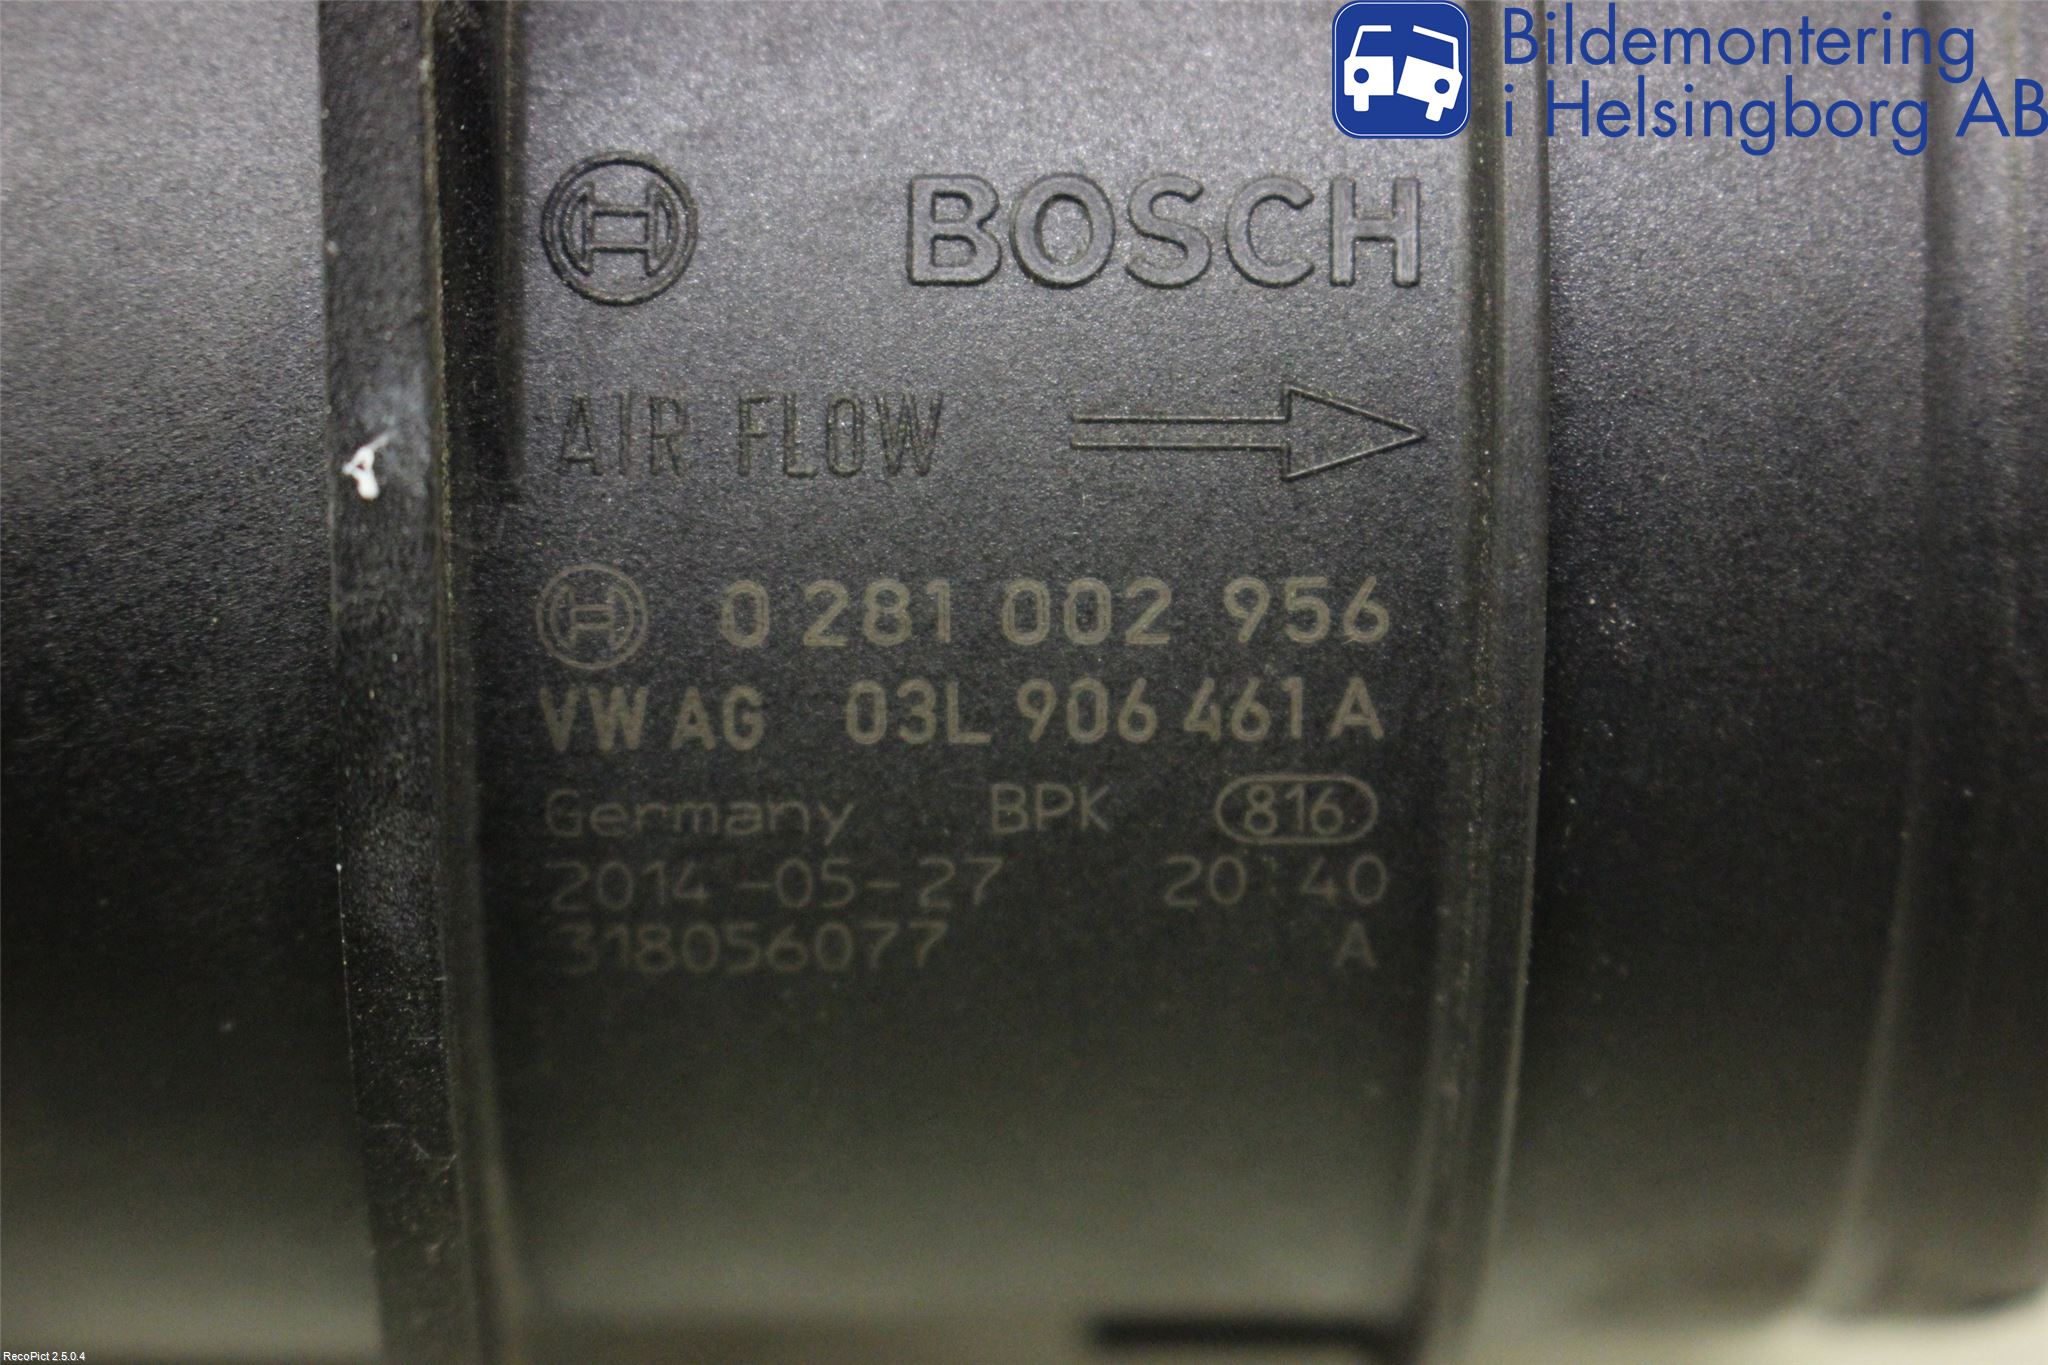 Bildemontering
i Helsingborg AB
BOSCH
AIR FLOW
0 281 002 956
VW AG 03L 906 461 A
Germany BPK 816
2014-05-27 20:40
318056077 A
RecoPict 2.5.0.4